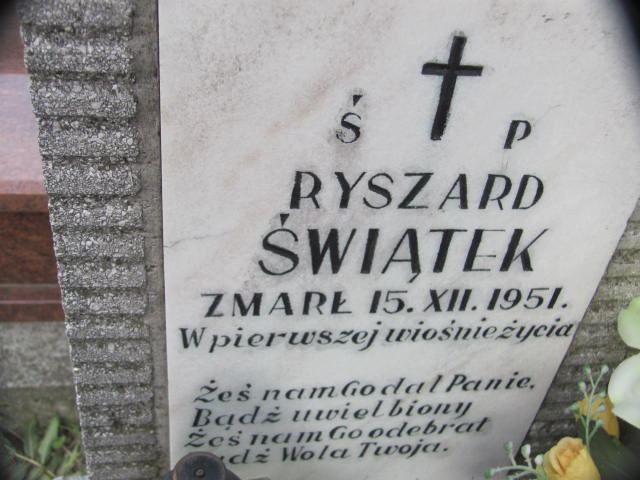 Ś P
RYSZARD
ŚWIĄTEK
ZMARŁ 15. XII. 1951.
W pierwszej wiośnie życia
Żeś nam Go dał Panie,
Bądź uwielbiony
Żeś nam Go odebrał
Wola Twoja.